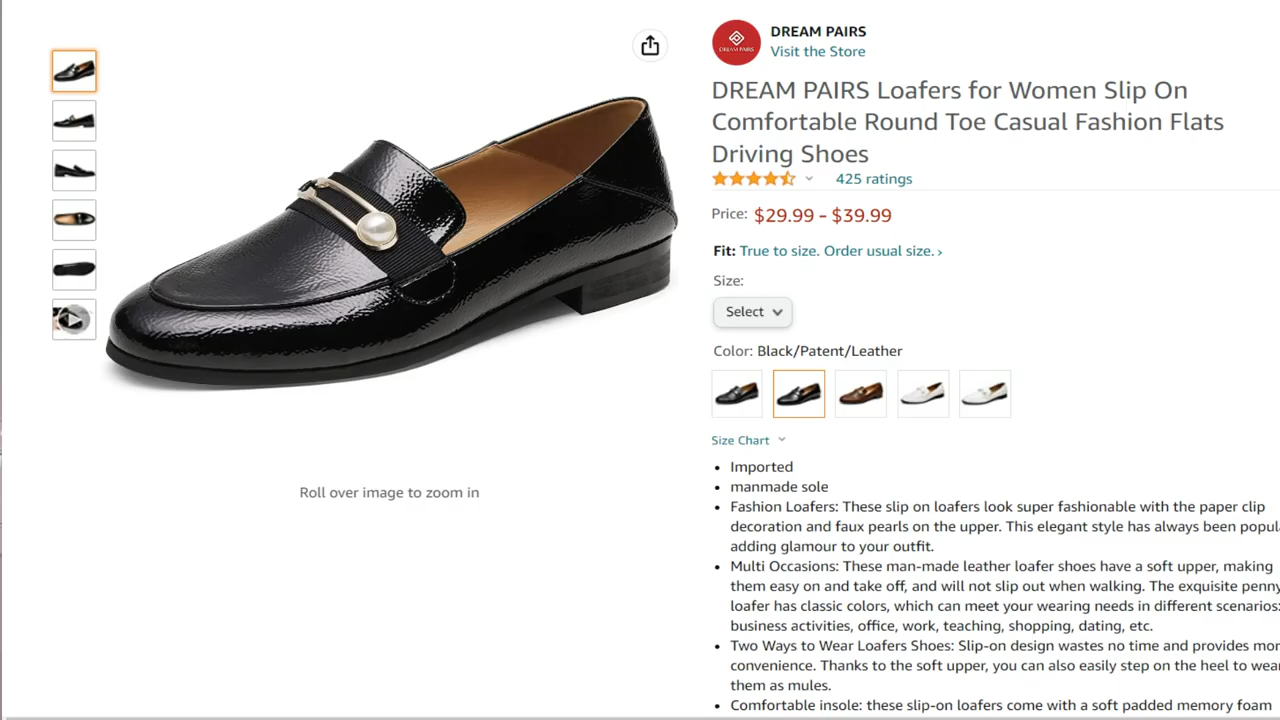 DREAM PAIRS
DREAM PAIRS
Visit the Store
DREAM PAIRS Loafers for Women Slip On
Comfortable Round Toe Casual Fashion Flats
Driving Shoes
425 ratings
Price: $29.99 - $39.99
Fit: True to size. Order usual size. ›
Size:
Select
Color: Black/Patent/Leather
Size Chart
• Imported
• manmade sole
• Fashion Loafers: These slip on loafers look super fashionable with the paper clip
decoration and faux pearls on the upper. This elegant style has always been popul
adding glamour to your outfit.
• Multi Occasions: These man-made leather loafer shoes have a soft upper, making
them easy on and take off, and will not slip out when walking. The exquisite penny
loafer has classic colors, which can meet your wearing needs in different scenarios:
business activities, office, work, teaching, shopping, dating, etc.
• Two Ways to Wear Loafers Shoes: Slip-on design wastes no time and provides mor
convenience. Thanks to the soft upper, you can also easily step on the heel to wea
them as mules.
• Comfortable insole: these slip-on loafers come with a soft padded memory foam
Roll over image to zoom in